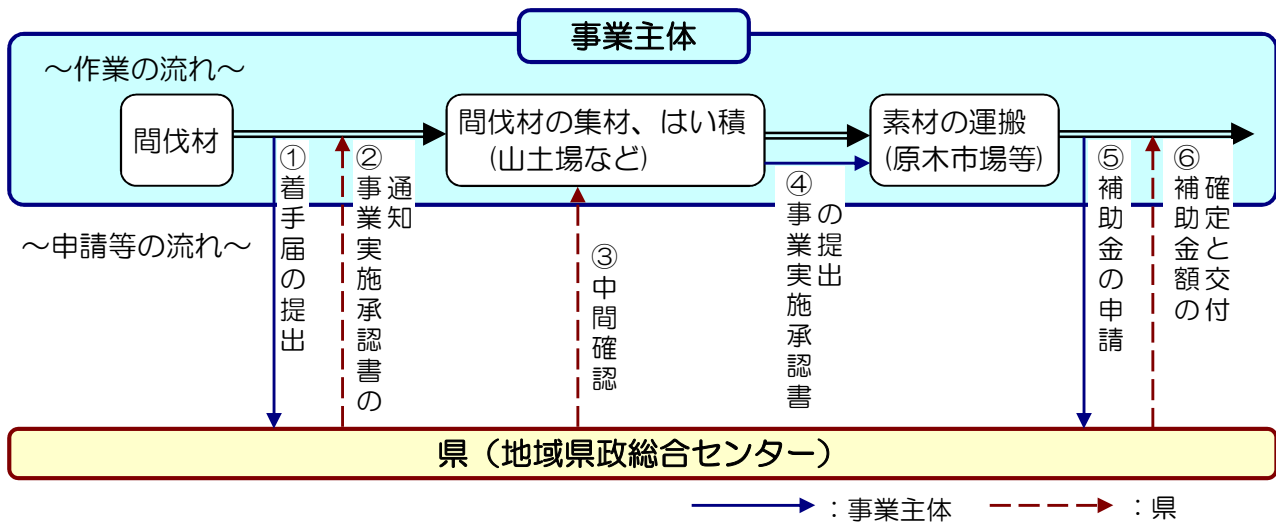 事業主体
～作業の流れ～
間伐材
間伐材の集材、はい積
(山土場など)
素材の運搬
(原木市場等)
①着手届の提出
②事業実施承認書の
通知
③中間確認
④事業実施承認書
の提出
⑤補助金の申請
⑥補助金額の
確定と交付
～申請等の流れ～
県（地域県政総合センター）
：事業主体
：県